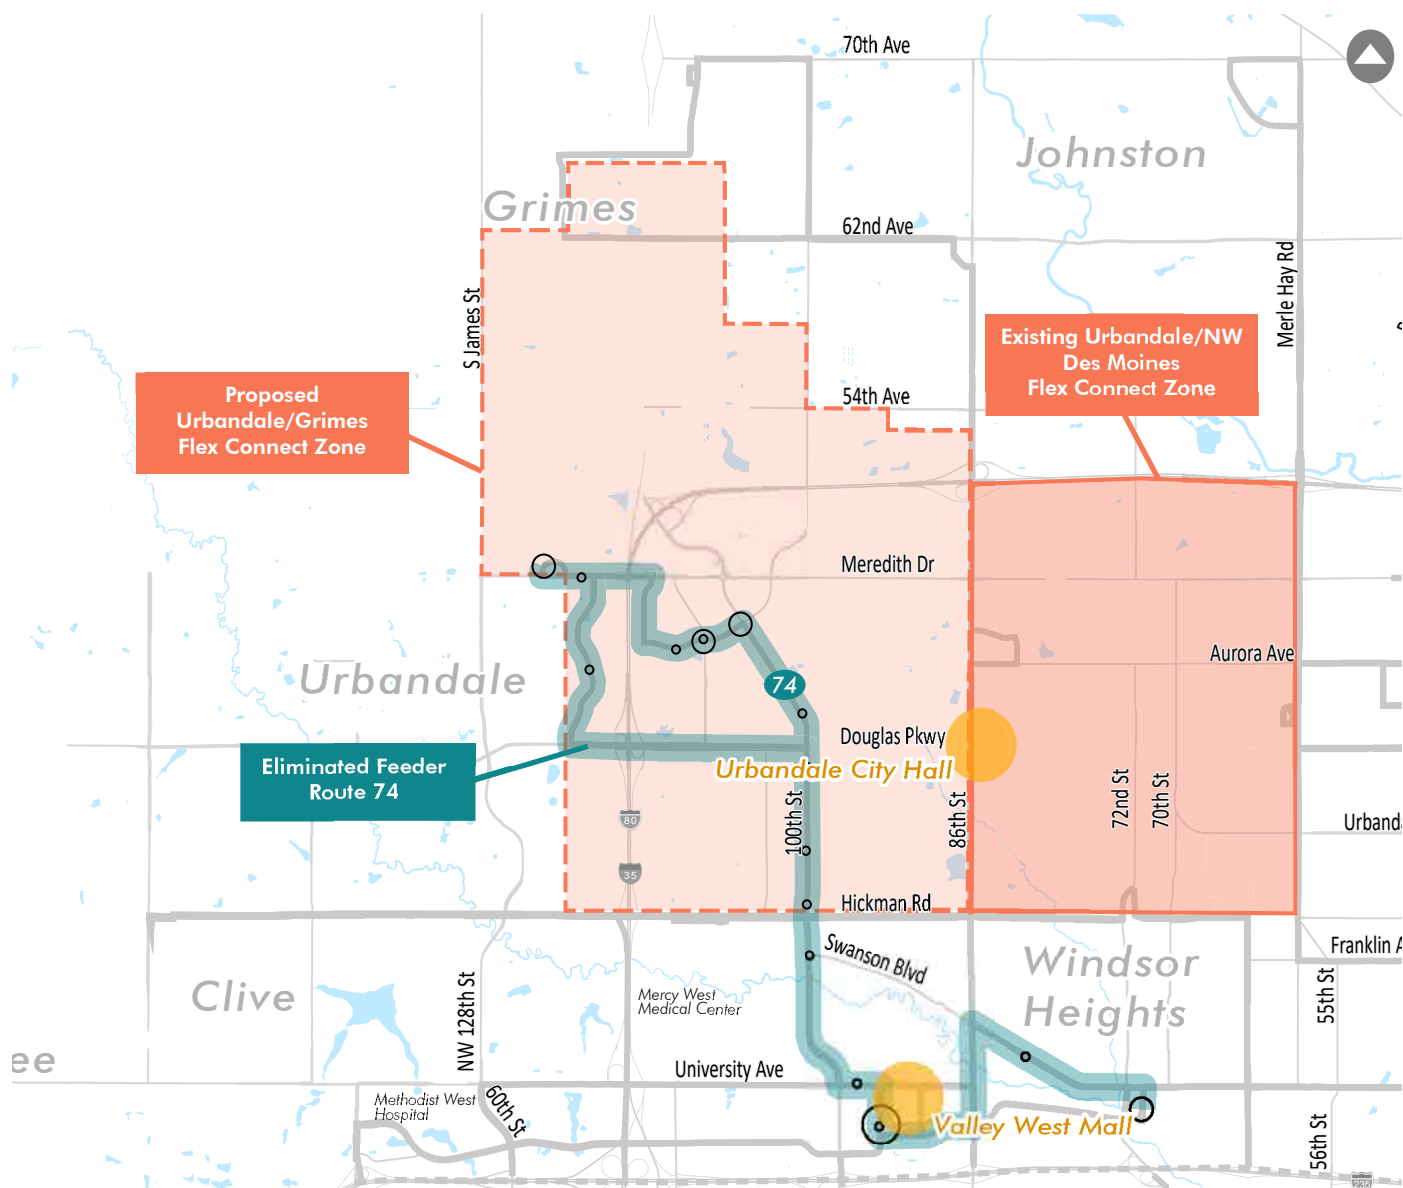 70th Ave
Johnston
Grimes
62nd Ave
Merle Hay Rd
S James St
Existing Urbandale/NW
Des Moines
Flex Connect Zone
Proposed
Urbandale/Grimes
Flex Connect Zone
54th Ave
Meredith Dr
Aurora Ave
Urbandale
74
Douglas Pkwy
Urbandale City Hall
Eliminated Feeder
Route 74
100th St
86th St
72nd St
70th St
80
Urbanda
35
Hickman Rd
Swanson Blvd
Franklin A
Windsor
Heights
Clive
Mercy West
Medical Center
NW 128th St
55th St
ee
University Ave
Methodist West
Hospital
60th St
Valley West Mall
56th St
235